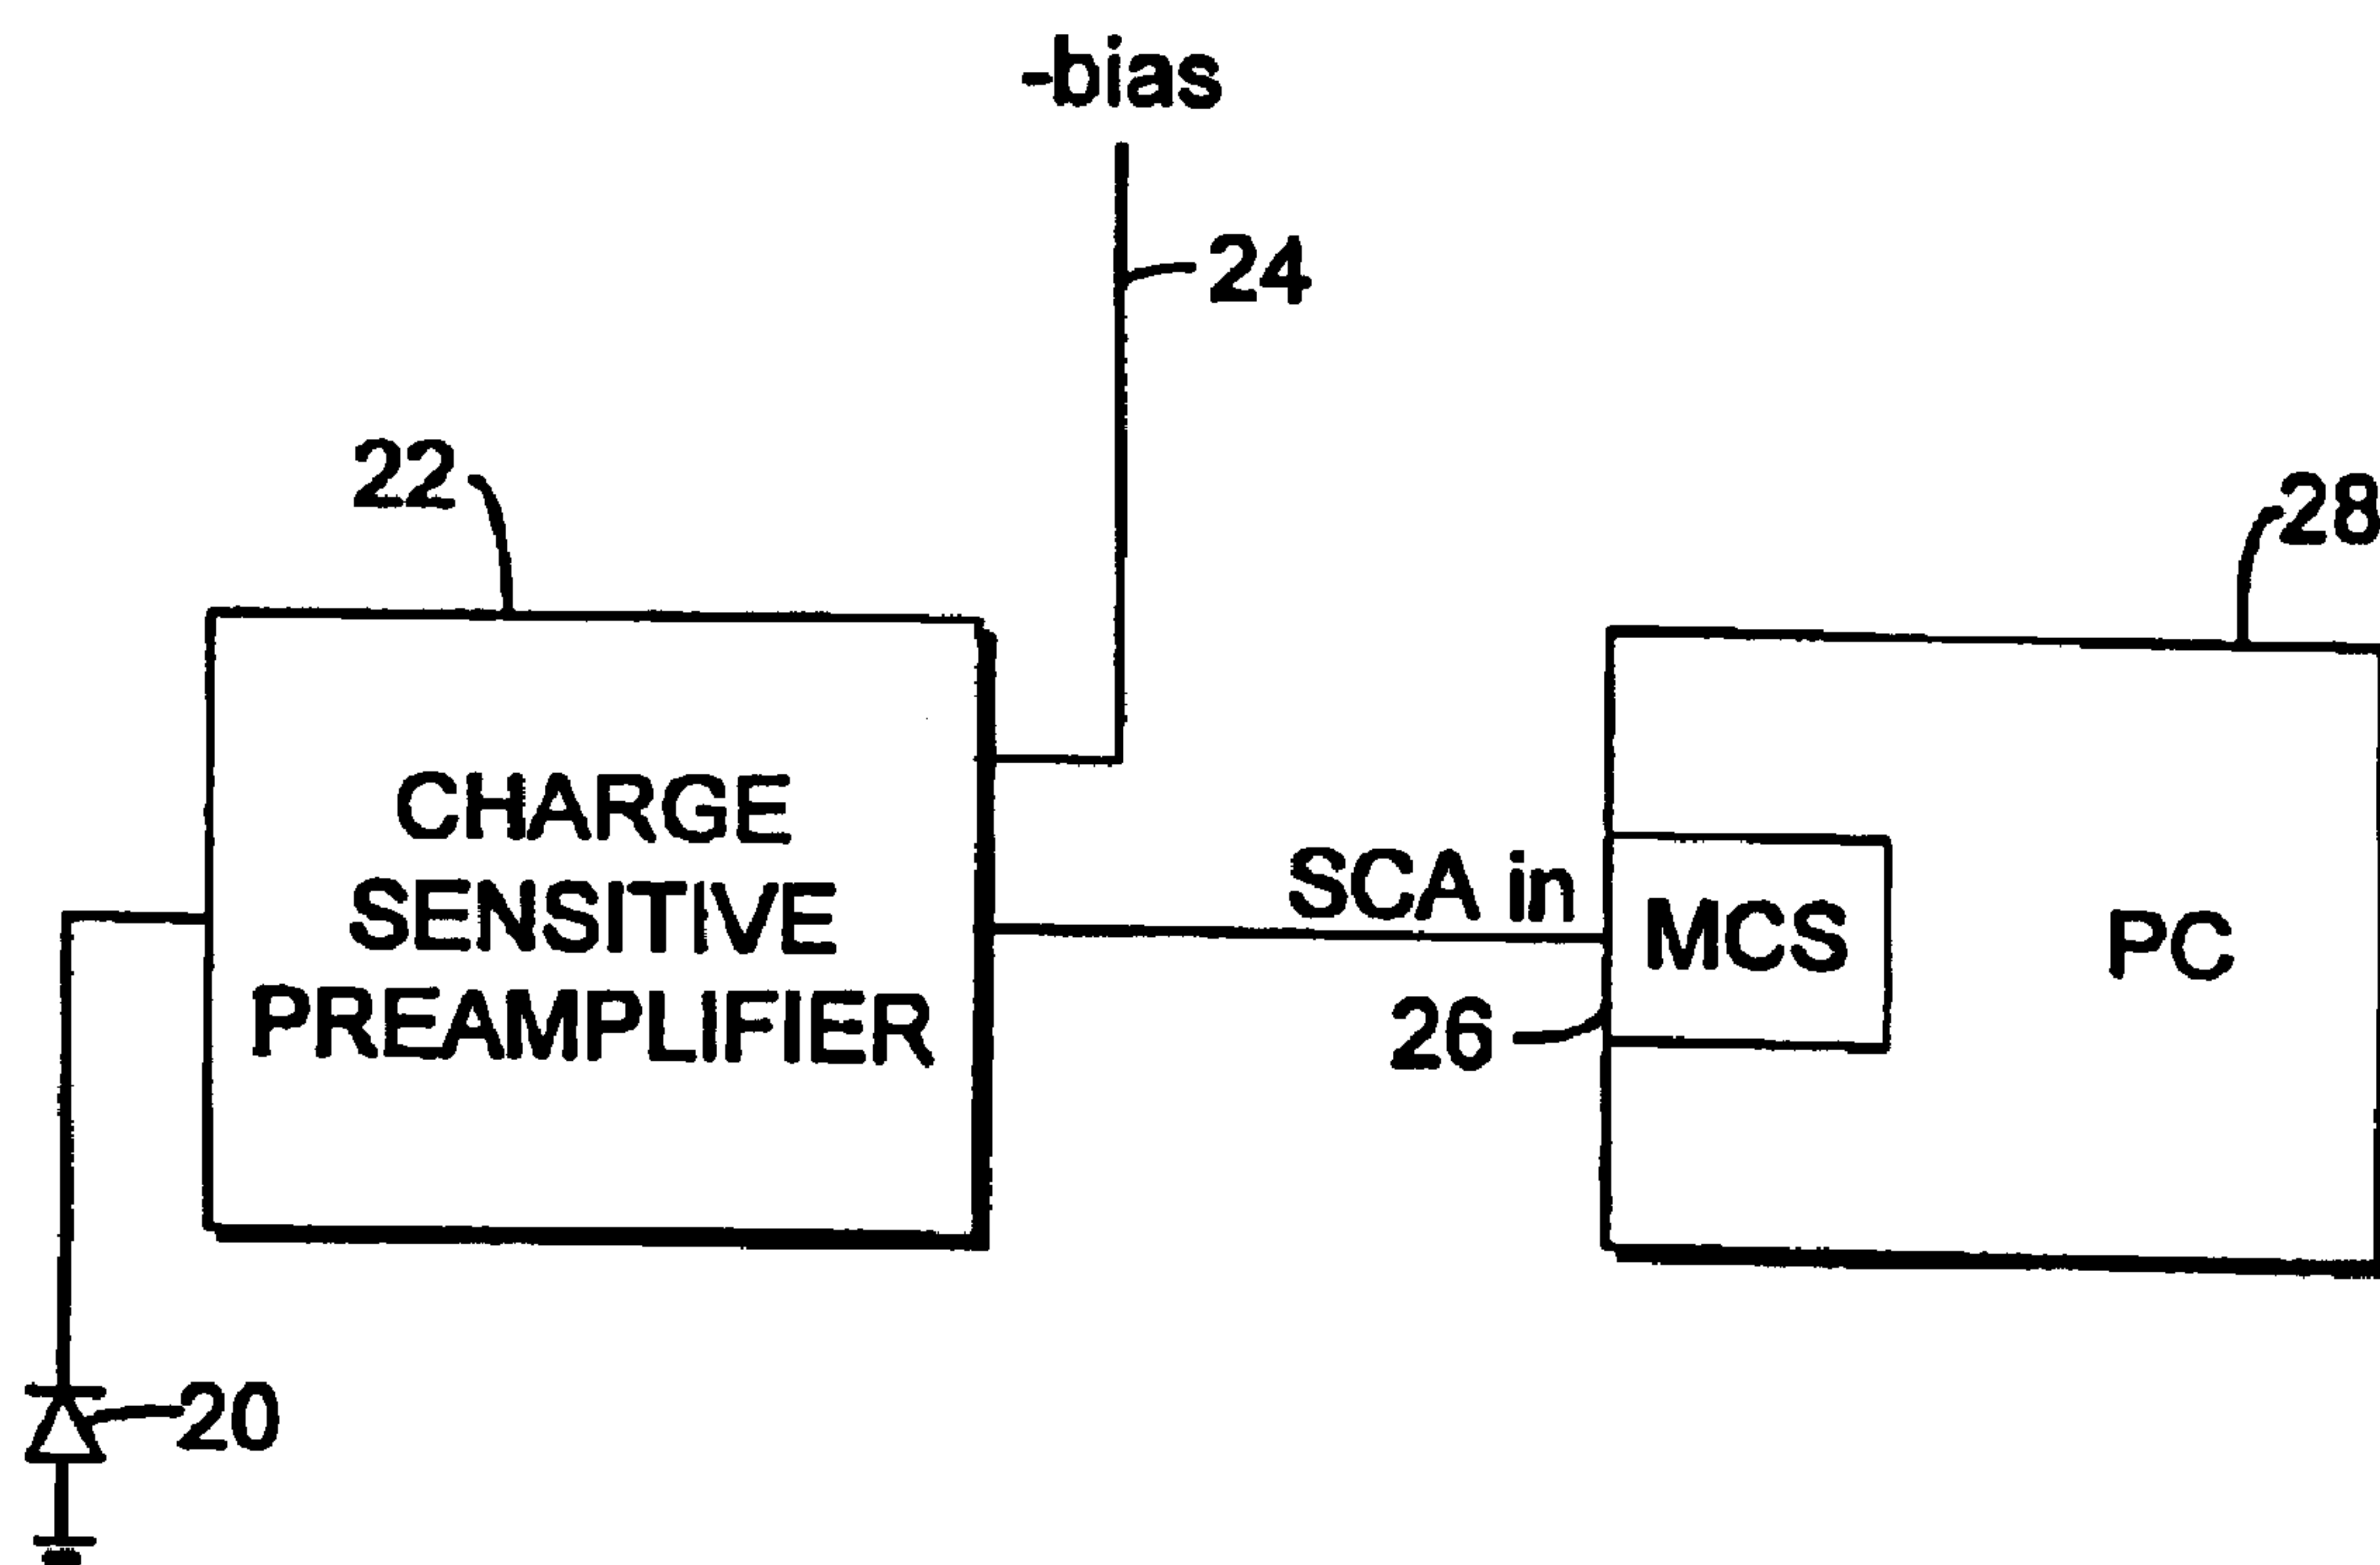 -bias
24
22
28
CHARGE
SENSITIVE
PREAMPLIFIER
SCA in
MCS
PC
26
20